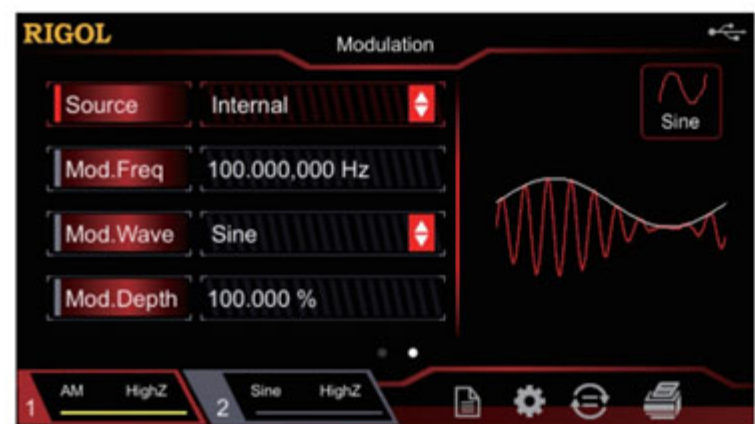 RIGOL
Modulation
Source Internal
Sine
Mod.Freq 100.000,000 Hz
Mod.Wave Sine
Mod.Depth 100.000 %
1 AM HighZ 2 Sine HighZ